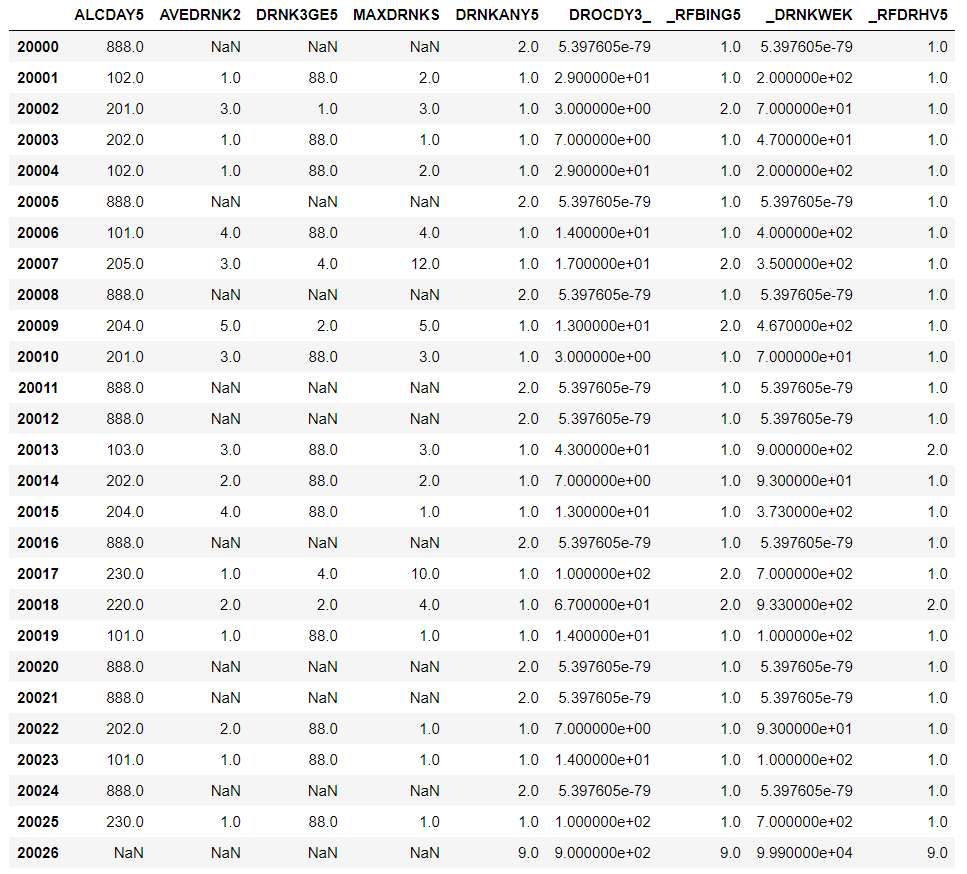 ALCDAY5 AVEDRNK2 DRNK3GE5 MAXDRNKS DRNKANY5 DROCDY3_ _RFBING5 _DRNKWEK _RFDRHV5
20000 888.0 NaN NaN NaN 2.0 5.397605e-79 1.0 5.397605e-79 1.0
20001 102.0 1.0 88.0 2.0 1.0 2.900000e+01 1.0 2.000000e+02 1.0
20002 201.0 3.0 1.0 3.0 1.0 3.000000e+00 2.0 7.000000e+01 1.0
20003 202.0 1.0 88.0 1.0 1.0 7.000000e+00 1.0 4.700000e+01 1.0
20004 102.0 1.0 88.0 2.0 1.0 2.900000e+01 1.0 2.000000e+02 1.0
20005 888.0 NaN NaN NaN 2.0 5.397605e-79 1.0 5.397605e-79 1.0
20006 101.0 4.0 88.0 4.0 1.0 1.400000e+01 1.0 4.000000e+02 1.0
20007 205.0 3.0 4.0 12.0 1.0 1.700000e+01 2.0 3.500000e+02 1.0
20008 888.0 NaN NaN NaN 2.0 5.397605e-79 1.0 5.397605e-79 1.0
20009 204.0 5.0 2.0 5.0 1.0 1.300000e+01 2.0 4.670000e+02 1.0
20010 201.0 3.0 88.0 3.0 1.0 3.000000e+00 1.0 7.000000e+01 1.0
20011 888.0 NaN NaN NaN 2.0 5.397605e-79 1.0 5.397605e-79 1.0
20012 888.0 NaN NaN NaN 2.0 5.397605e-79 1.0 5.397605e-79 1.0
20013 103.0 3.0 88.0 3.0 1.0 4.300000e+01 1.0 9.000000e+02 2.0
20014 202.0 2.0 88.0 2.0 1.0 7.000000e+00 1.0 9.300000e+01 1.0
20015 204.0 4.0 88.0 1.0 1.0 1.300000e+01 1.0 3.730000e+02 1.0
20016 888.0 NaN NaN NaN 2.0 5.397605e-79 1.0 5.397605e-79 1.0
20017 230.0 1.0 4.0 10.0 1.0 1.000000e+02 2.0 7.000000e+02 1.0
20018 220.0 2.0 2.0 4.0 1.0 6.700000e+01 2.0 9.330000e+02 2.0
20019 101.0 1.0 88.0 1.0 1.0 1.400000e+01 1.0 1.000000e+02 1.0
20020 888.0 NaN NaN NaN 2.0 5.397605e-79 1.0 5.397605e-79 1.0
20021 888.0 NaN NaN NaN 2.0 5.397605e-79 1.0 5.397605e-79 1.0
20022 202.0 2.0 88.0 1.0 1.0 7.000000e+00 1.0 9.300000e+01 1.0
20023 101.0 1.0 88.0 1.0 1.0 1.400000e+01 1.0 1.000000e+02 1.0
20024 888.0 NaN NaN NaN 2.0 5.397605e-79 1.0 5.397605e-79 1.0
20025 230.0 1.0 88.0 1.0 1.0 1.000000e+02 1.0 7.000000e+02 1.0
20026 NaN NaN NaN NaN 9.0 9.000000e+02 9.0 9.990000e+04 9.0